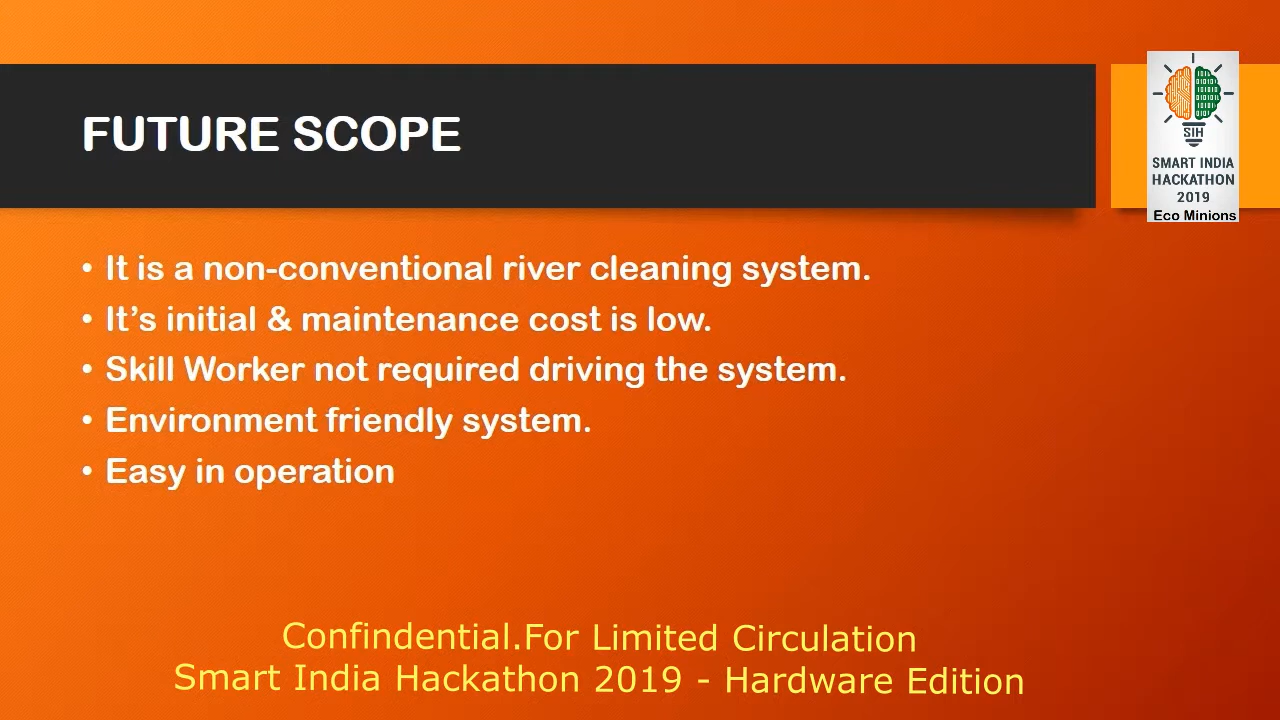 FUTURE SCOPE
SIH
SMART INDIA
HACKATHON
2019
Eco Minions
• It is a non-conventional river cleaning system.
• It’s initial & maintenance cost is low.
• Skill Worker not required driving the system.
• Environment friendly system.
• Easy in operation
Confindential.For Limited Circulation
Smart India Hackathon 2019 - Hardware Edition